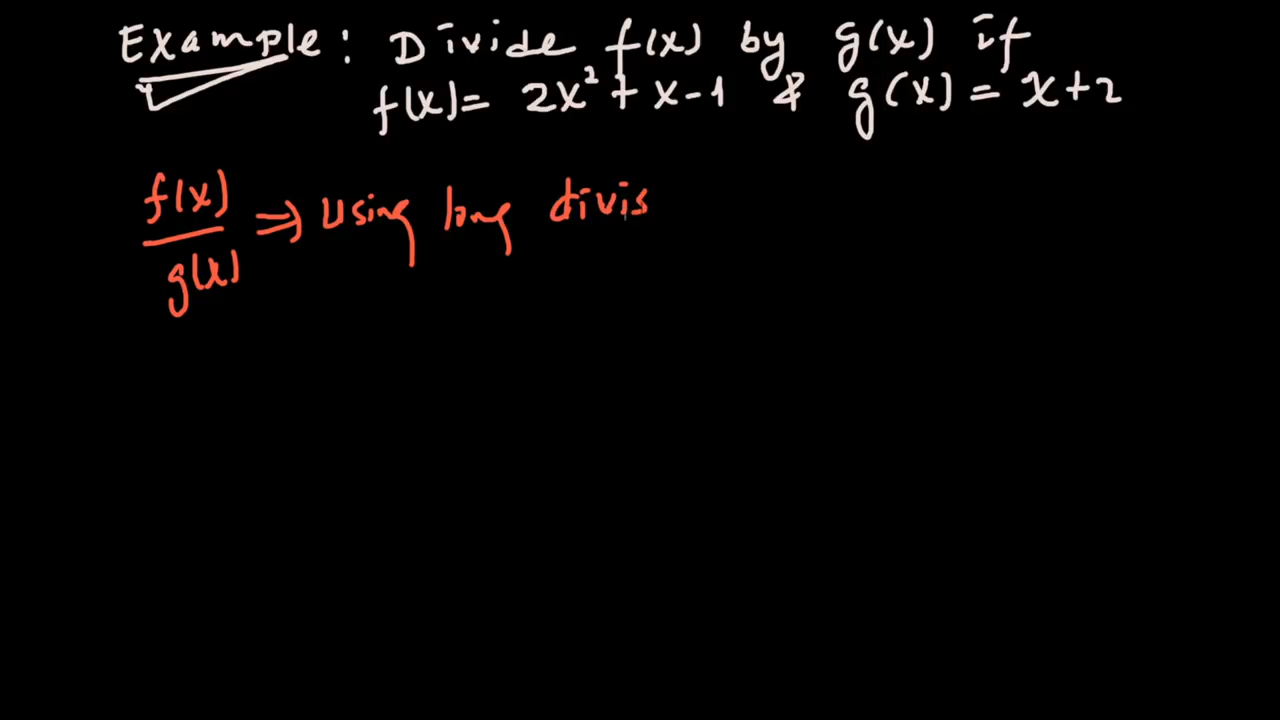 Example: Divide f(x) by g(x) if
f(x)= 2x²+x-1 & g(x)= x+2
f(x)/g(x) ⇒ Using long divis